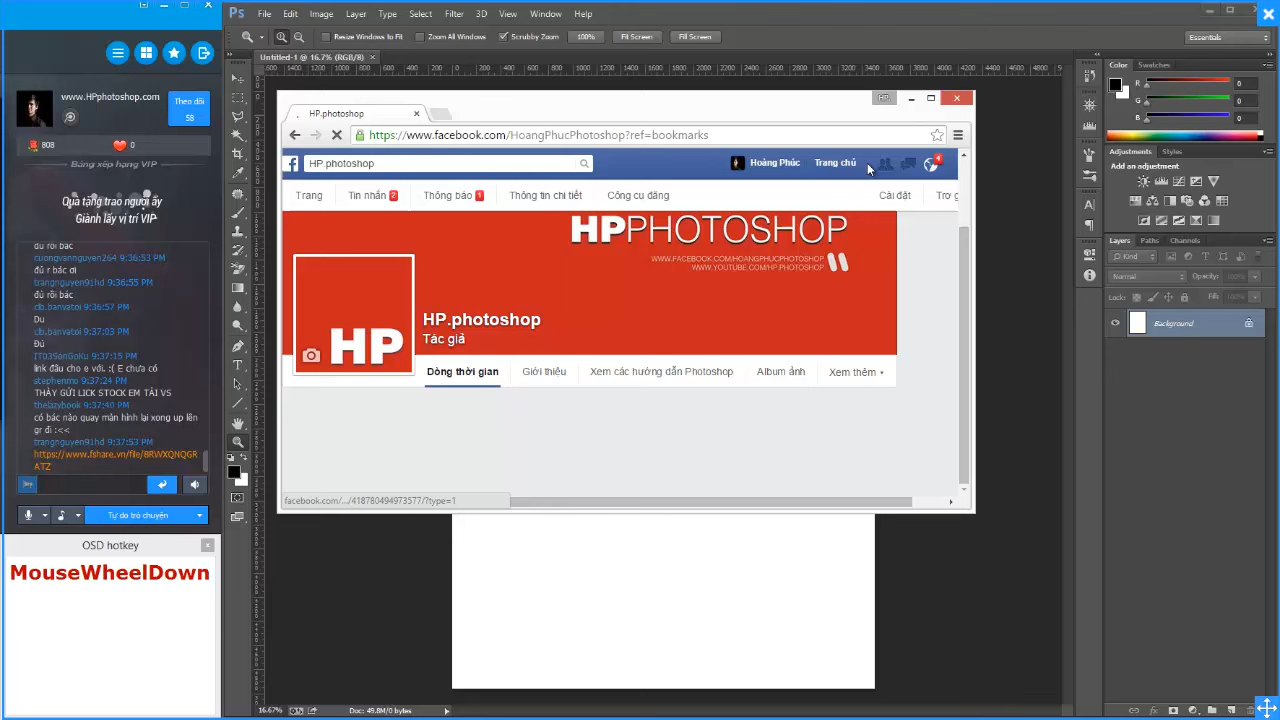 www.HPphotoshop.com
Theo dõi
58
808
0
Bảng xếp hạng VIP
Quà tặng trao người ấy
Giành lấy vị trí VIP
đủ rồi bác
cuongvannguyen264 9:36:53 PM
đủ r bác ơi
trangnguyen91hd 9:36:55 PM
đủ rồi bác
clb.banvatoi 9:36:57 PM
Du
clb.banvatoi 9:37:03 PM
Đủ
IT03SonGoKu 9:37:15 PM
link đâu cho e với. :( E chưa có
stephenmo 9:37:24 PM
THẦY GỬI LICK STOCK EM TẢI VS
thelazybook 9:37:40 PM
có bác nào quay màn hình lại xong up lên
gr đi :<<
trangnguyen91hd 9:37:53 PM
https://www.fshare.vn/file/8RWXQNQGR
ATZ
Tự do trò chuyện
OSD hotkey
MouseWheelDown
Ps File Edit Image Layer Type Select Filter 3D View Window Help
Resize Windows to Fit Zoom All Windows Scrubby Zoom 100% Fit Screen Fill Screen Essentials
Untitled-1 @ 16.7% (RGB/8)
HP.photoshop
https://www.facebook.com/HoangPhucPhotoshop?ref=bookmarks
HP.photoshop Hoàng Phúc Trang chủ 4
Trang Tin nhắn 2 Thông báo 1 Thông tin chi tiết Công cụ đăng Cài đặt Trợ g
HPPHOTOSHOP
WWW.FACEBOOK.COM/HOANGPHUCPHOTOSHOP
WWW.YOUTUBE.COM/HP.PHOTOSHOP
HP
HP.photoshop
Tác giả
Dòng thời gian Giới thiệu Xem các hướng dẫn Photoshop Album ảnh Xem thêm
facebook.com/.../418780494973577/?type=1
16.67% Doc: 49.8M/0 bytes
Color Swatches
R 0
G 0
B 0
Adjustments Styles
Add an adjustment
Layers Paths Channels
Kind
Normal Opacity: 100%
Lock: Fill: 100%
Background